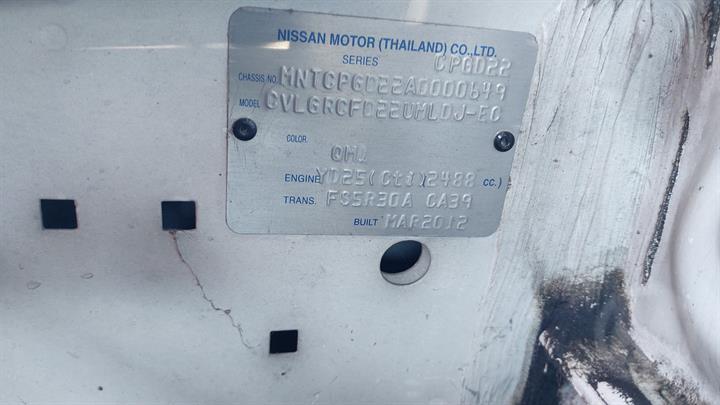 NISSAN MOTOR (THAILAND) CO.,LTD.
SERIES CPGD22
CHASSIS NO. MNTCPGD22A0000649
MODEL CVLGRCFD22UMLDJ-EC
COLOR
QM1
ENGINE YD25(Cti)2488 cc.)
TRANS. FS5R30A CA39
BUILT MAR2012